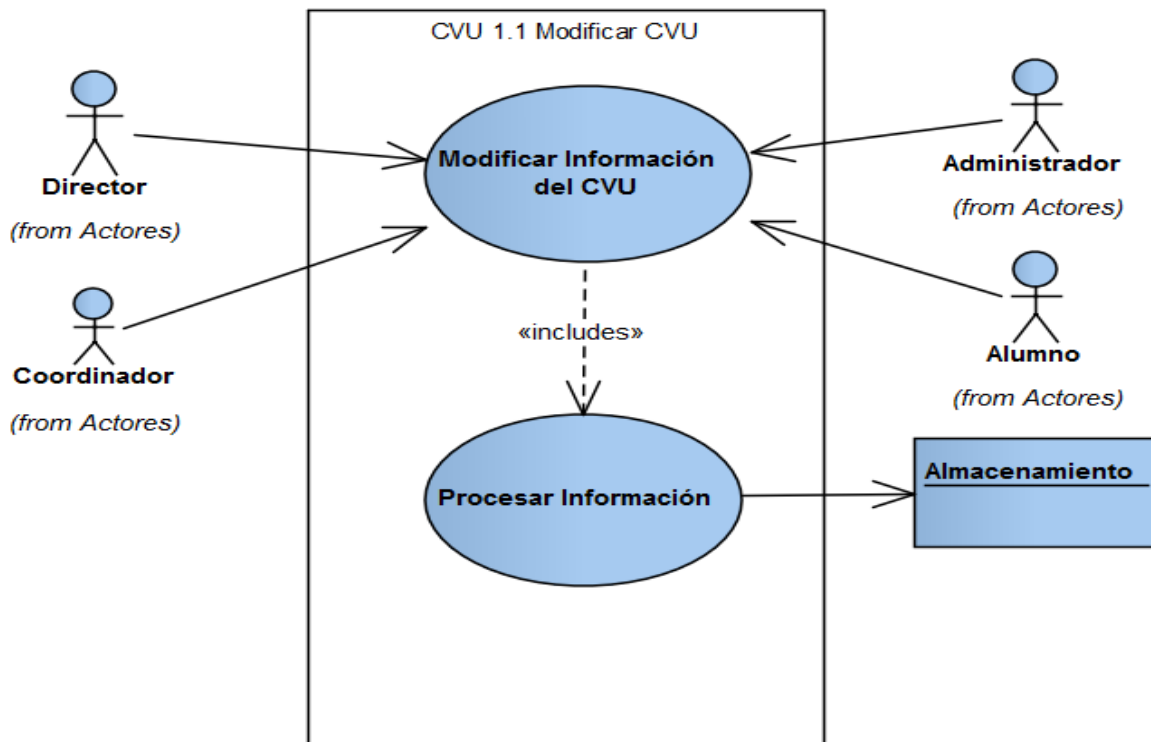 CVU 1.1 Modificar CVU
Director
(from Actores)
Modificar Información
del CVU
Administrador
(from Actores)
Coordinador
(from Actores)
«includes»
Alumno
(from Actores)
Procesar Información
Almacenamiento